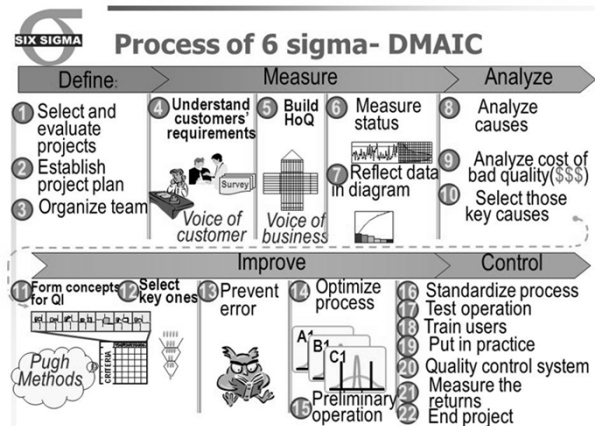 SIX SIGMA
Process of 6 sigma- DMAIC
Define:
Measure
Analyze
1 Select and
evaluate
projects
2 Establish
project plan
3 Organize team
4 Understand
customers'
requirements
Survey
Voice of
customer
5 Build
HoQ
Voice of
business
6 Measure
status
7 Reflect data
in diagram
8 Analyze
causes
9 Analyze cost of
bad quality($$$)
10 Select those
key causes
Improve
Control
11 Form concepts
for QI
Pugh
Methods
CRITERIA
12 Select
key ones
13 Prevent
error
14 Optimize
process
A1
B1
C1
15 Preliminary
operation
16 Standardize process
17 Test operation
18 Train users
19 Put in practice
20 Quality control system
21 Measure the
returns
22 End project